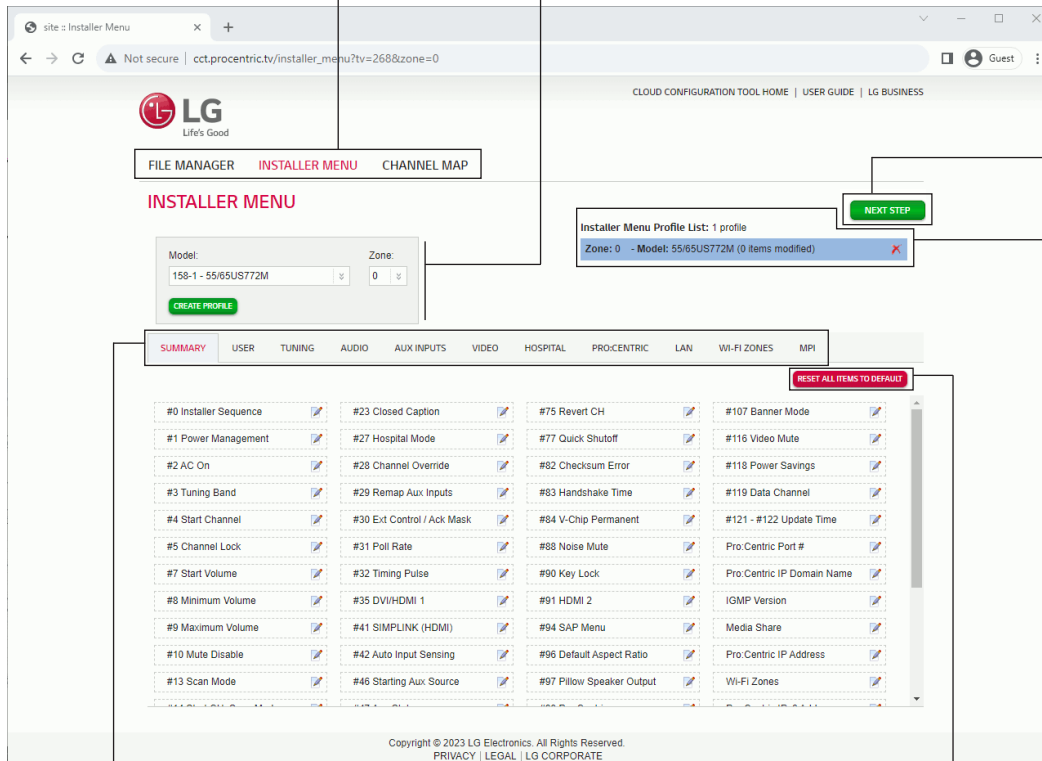 site :: Installer Menu
Not secure | cct.procentric.tv/installer_menu?tv=268&zone=0
Guest
CLOUD CONFIGURATION TOOL HOME | USER GUIDE | LG BUSINESS
LG
Life's Good
FILE MANAGER INSTALLER MENU CHANNEL MAP
INSTALLER MENU
NEXT STEP
Installer Menu Profile List: 1 profile
Zone: 0 - Model: 55/65US772M (0 items modified)
Model: Zone:
158-1 - 55/65US772M 0
CREATE PROFILE
SUMMARY USER TUNING AUDIO AUX INPUTS VIDEO HOSPITAL PRO:CENTRIC LAN WI-FI ZONES MPI
RESET ALL ITEMS TO DEFAULT
#0 Installer Sequence #23 Closed Caption #75 Revert CH #107 Banner Mode
#1 Power Management #27 Hospital Mode #77 Quick Shutoff #116 Video Mute
#2 AC On #28 Channel Override #82 Checksum Error #118 Power Savings
#3 Tuning Band #29 Remap Aux Inputs #83 Handshake Time #119 Data Channel
#4 Start Channel #30 Ext Control / Ack Mask #84 V-Chip Permanent #121 - #122 Update Time
#5 Channel Lock #31 Poll Rate #88 Noise Mute Pro:Centric Port #
#7 Start Volume #32 Timing Pulse #90 Key Lock Pro:Centric IP Domain Name
#8 Minimum Volume #35 DVI/HDMI 1 #91 HDMI 2 IGMP Version
#9 Maximum Volume #41 SIMPLINK (HDMI) #94 SAP Menu Media Share
#10 Mute Disable #42 Auto Input Sensing #96 Default Aspect Ratio Pro:Centric IP Address
#13 Scan Mode #46 Starting Aux Source #97 Pillow Speaker Output Wi-Fi Zones
Copyright © 2023 LG Electronics. All Rights Reserved.
PRIVACY | LEGAL | LG CORPORATE